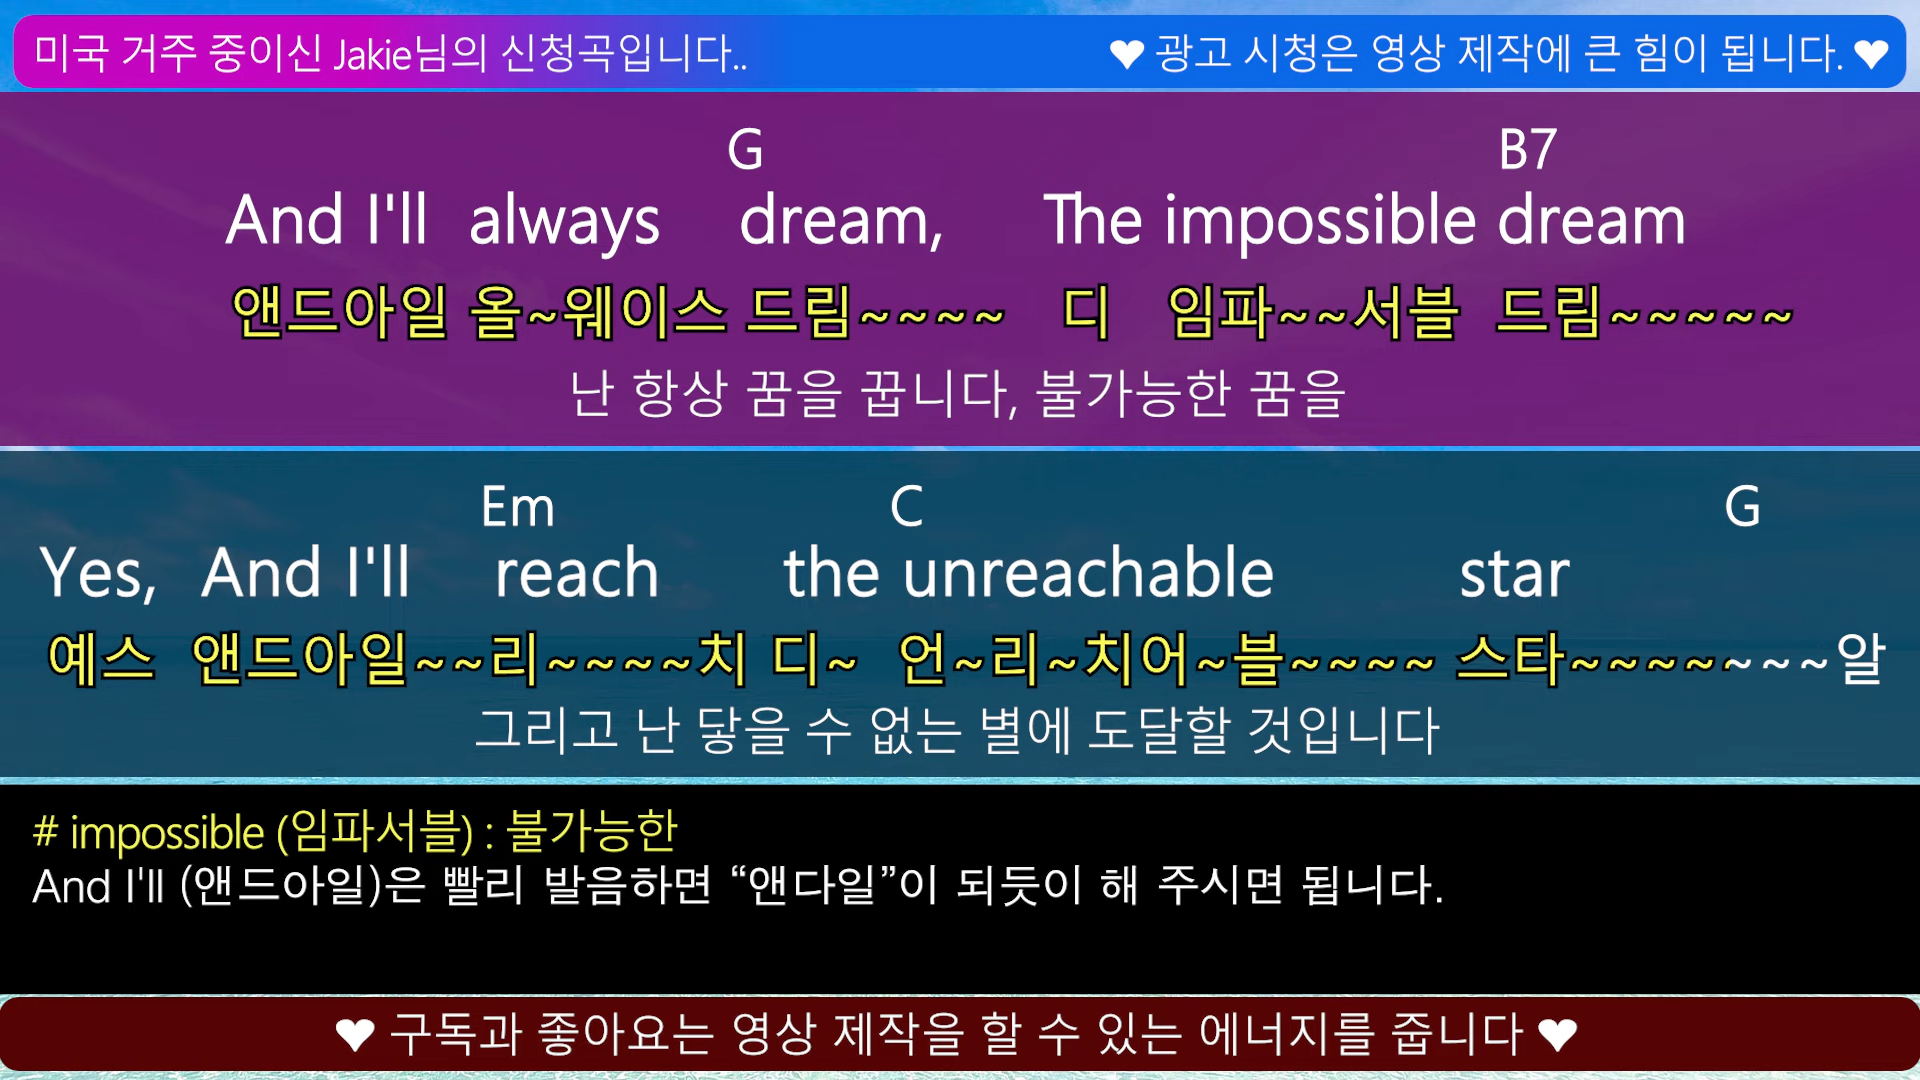 미국 거주 중이신 Jakie님의 신청곡입니다..
♥ 광고 시청은 영상 제작에 큰 힘이 됩니다. ♥
G B7
And I'll always dream, The impossible dream
앤드아일 올~웨이스 드림~~~~ 디 임파~~서블 드림~~~~~
난 항상 꿈을 꿉니다, 불가능한 꿈을
Em C G
Yes, And I'll reach the unreachable star
예스 앤드아일~~리~~~~치 디~ 언~리~치어~블~~~~ 스타~~~~~~~알
그리고 난 닿을 수 없는 별에 도달할 것입니다
# impossible (임파서블) : 불가능한
And I'll (앤드아일)은 빨리 발음하면 “앤다일”이 되듯이 해 주시면 됩니다.
♥ 구독과 좋아요는 영상 제작을 할 수 있는 에너지를 줍니다 ♥